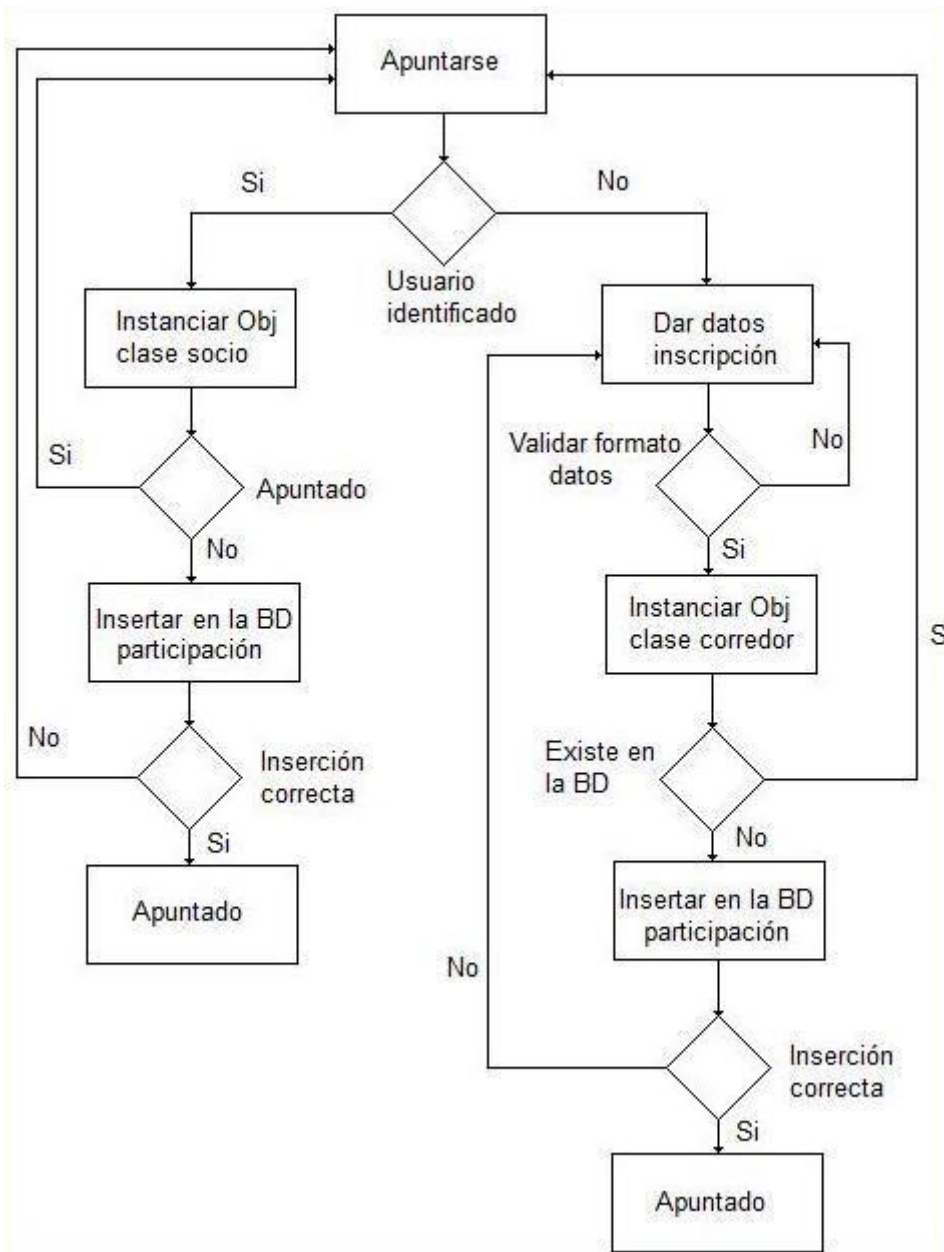 Apuntarse
Si
No
Usuario
identificado
Instanciar Obj
clase socio
Dar datos
inscripción
Si
Apuntado
Validar formato
datos
No
No
Si
Insertar en la BD
participación
Instanciar Obj
clase corredor
S
No
Inserción
correcta
Existe en
la BD
Si
No
Apuntado
Insertar en la BD
participación
No
Inserción
correcta
Si
Apuntado